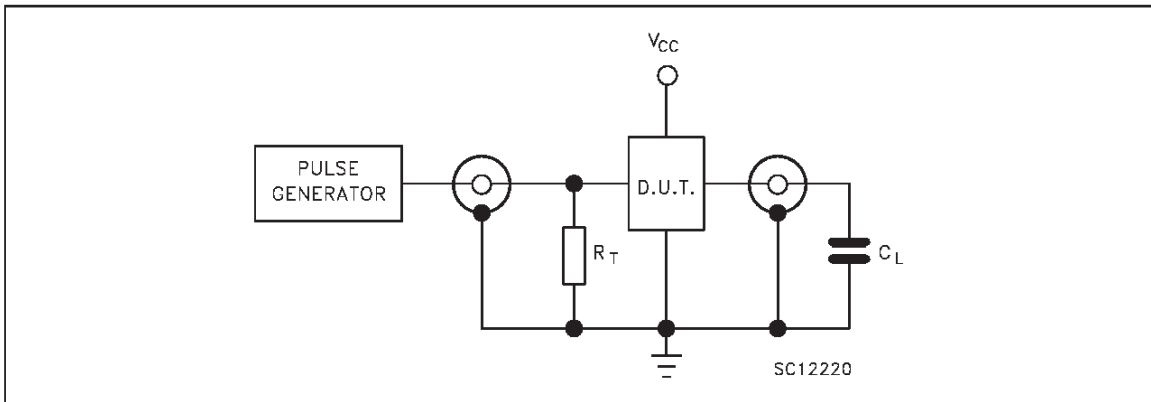 VCC
PULSE
GENERATOR
D.U.T.
RT
CL
SC12220